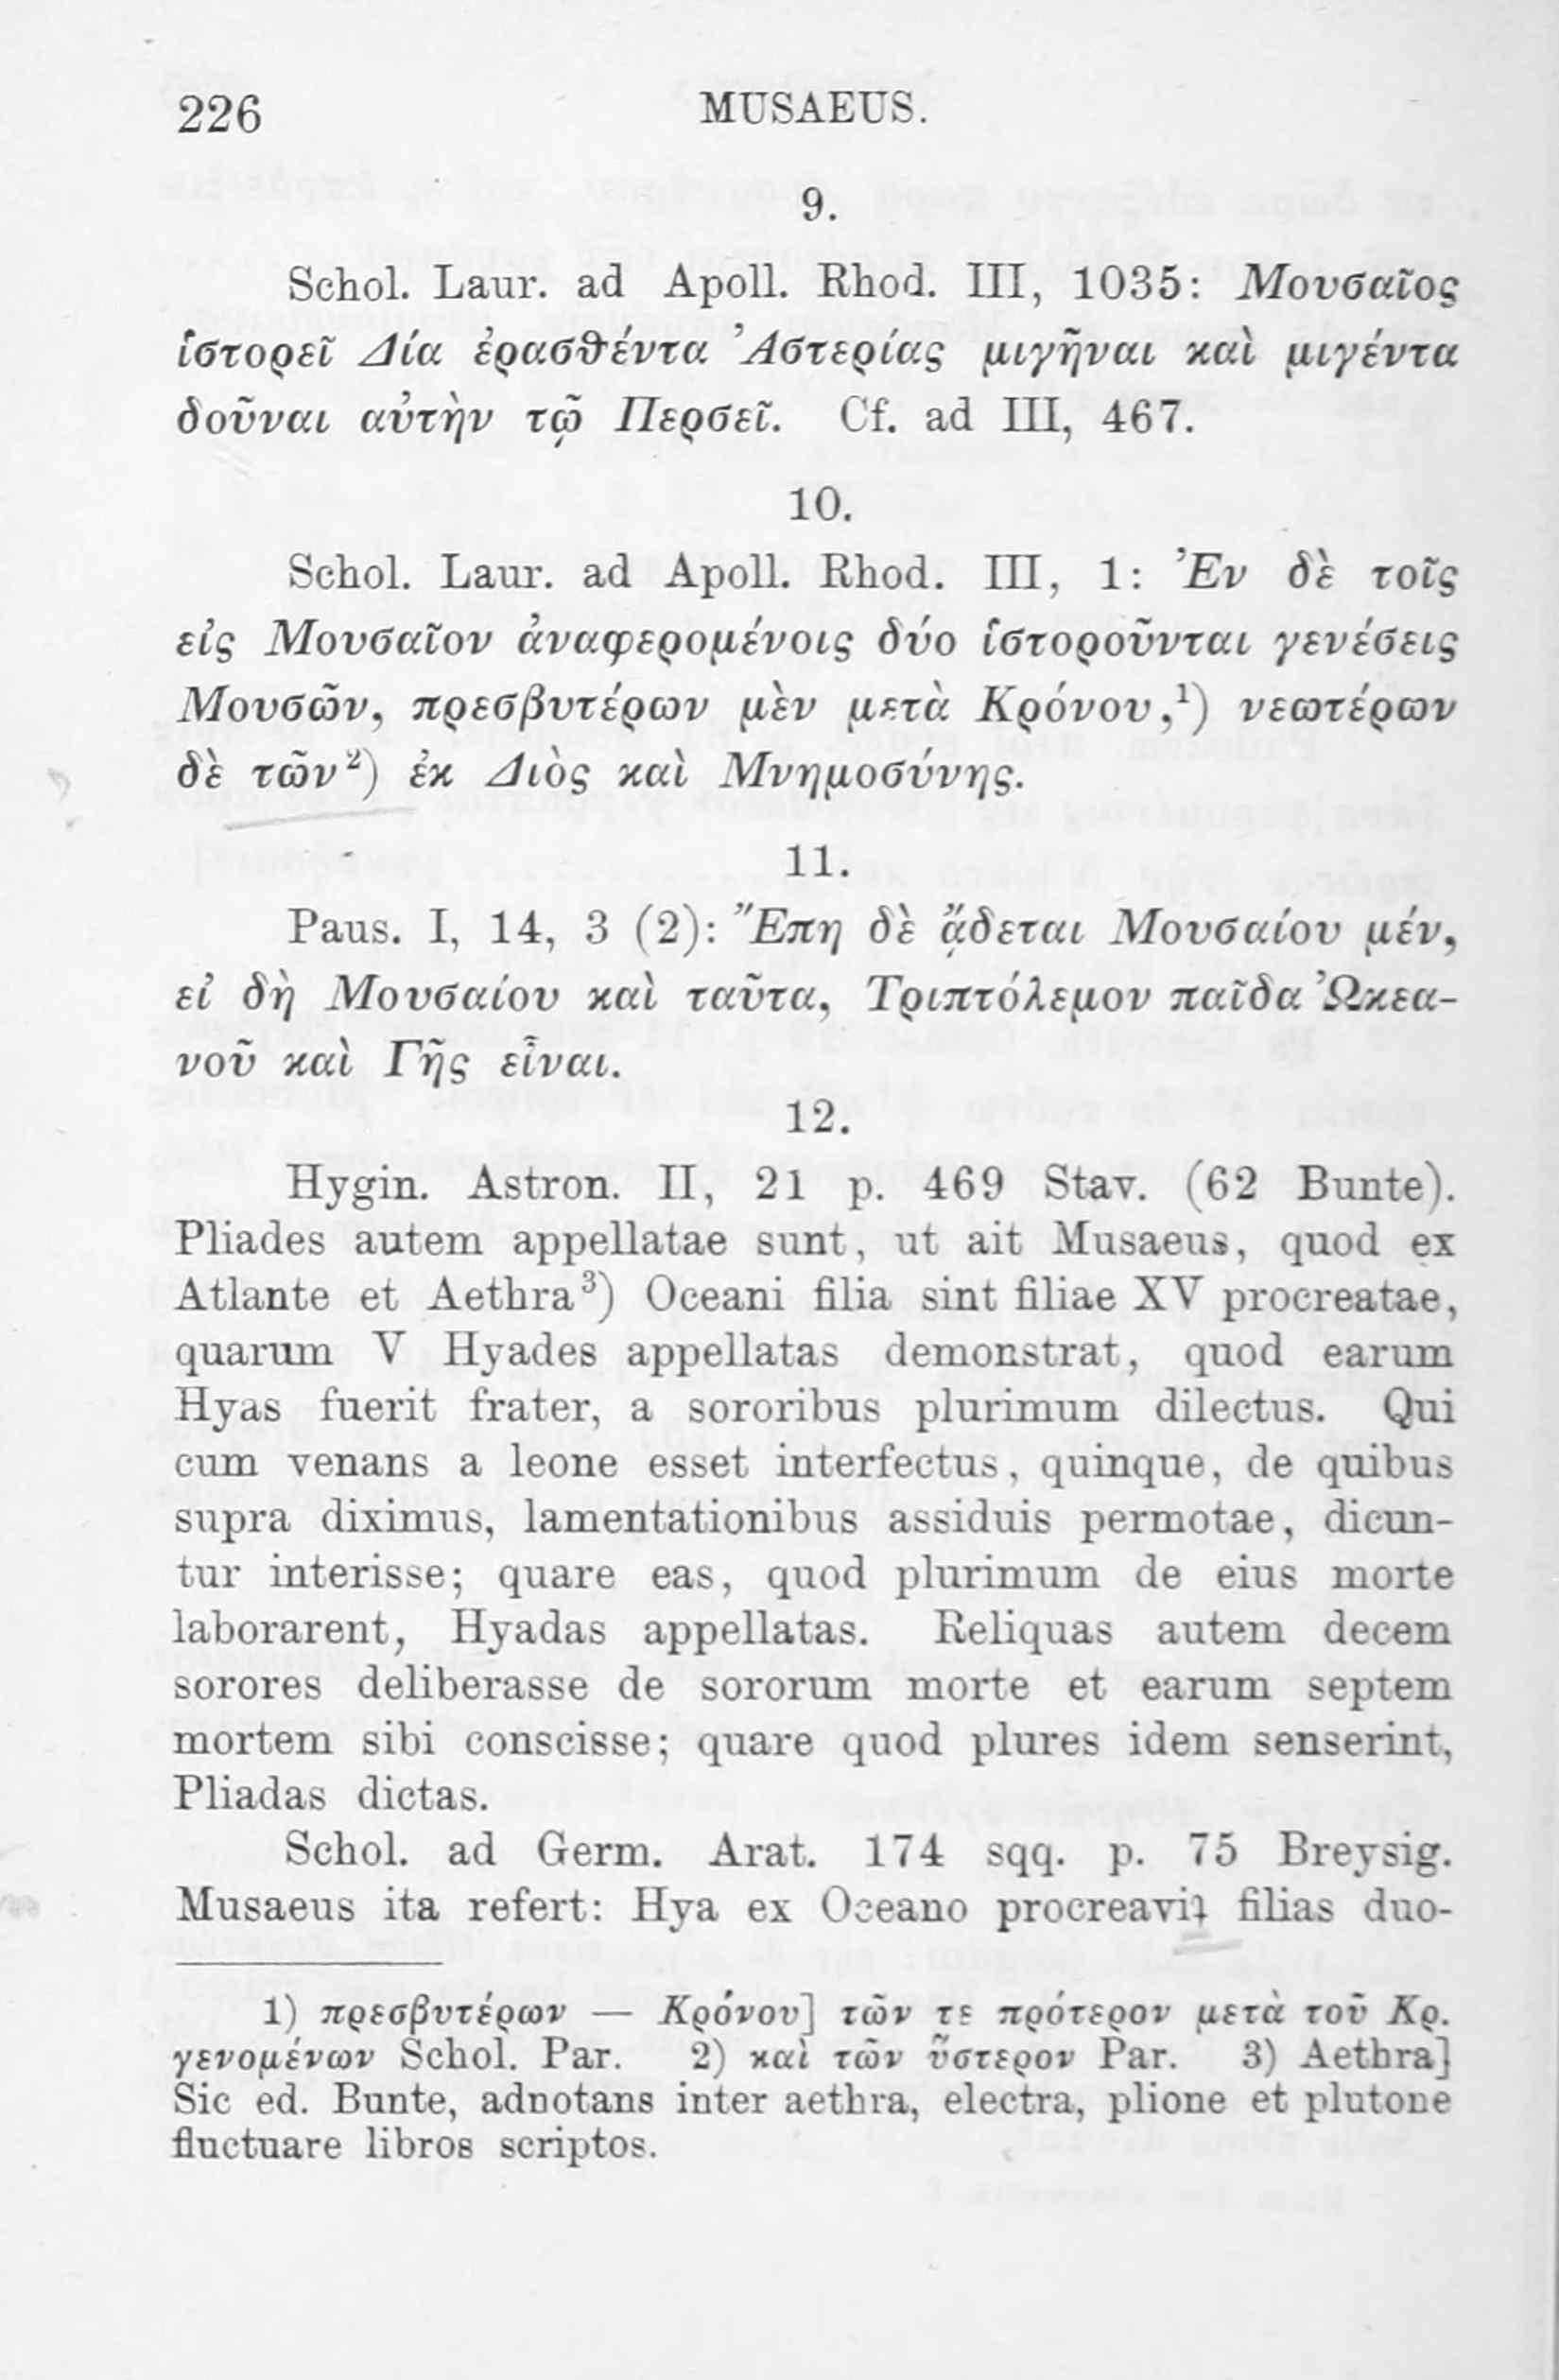 226
MUSAEUS.
9.
Schol. Laur. ad Apoll. Rhod. III, 1035: Μουσαῖος
ἱστορεῖ Δία ἐρασθέντα Ἀστερίας μιγῆναι καὶ μιγέντα
δοῦναι αὐτὴν τῷ Περσεῖ. Cf. ad III, 467.
10.
Schol. Laur. ad Apoll. Rhod. III, 1: Ἐν δὲ τοῖς
εἰς Μουσαῖον ἀναφερομένοις δύο ἱστοροῦνται γενέσεις
Μουσῶν, πρεσβυτέρων μὲν μετὰ Κρόνου,¹) νεωτέρων
δὲ τῶν²) ἐκ Διὸς καὶ Μνημοσύνης.
11.
Paus. I, 14, 3 (2): Ἔπη δὲ ᾄδεται Μουσαίου μέν,
εἰ δὴ Μουσαίου καὶ ταῦτα, Τριπτόλεμον παῖδα Ὠκεα-
νοῦ καὶ Γῆς εἶναι.
12.
Hygin. Astron. II, 21 p. 469 Stav. (62 Bunte).
Pliades autem appellatae sunt, ut ait Musaeus, quod ex
Atlante et Aethra³) Oceani filia sint filiae XV procreatae,
quarum V Hyades appellatas demonstrat, quod earum
Hyas fuerit frater, a sororibus plurimum dilectus. Qui
cum venans a leone esset interfectus, quinque, de quibus
supra diximus, lamentationibus assiduis permotae, dicun-
tur interisse; quare eas, quod plurimum de eius morte
laborarent, Hyadas appellatas. Reliquas autem decem
sorores deliberasse de sororum morte et earum septem
mortem sibi conscisse; quare quod plures idem senserint,
Pliadas dictas.
Schol. ad Germ. Arat. 174 sqq. p. 75 Breysig.
Musaeus ita refert: Hya ex Oceano procreavit filias duo-
1) πρεσβυτέρων — Κρόνου] τῶν τε πρότερον μετὰ τοῦ Κρ.
γενομένων Schol. Par. 2) καὶ τῶν ὕστερον Par. 3) Aethra]
Sic ed. Bunte, adnotans inter aethra, electra, plione et plutone
fluctuare libros scriptos.